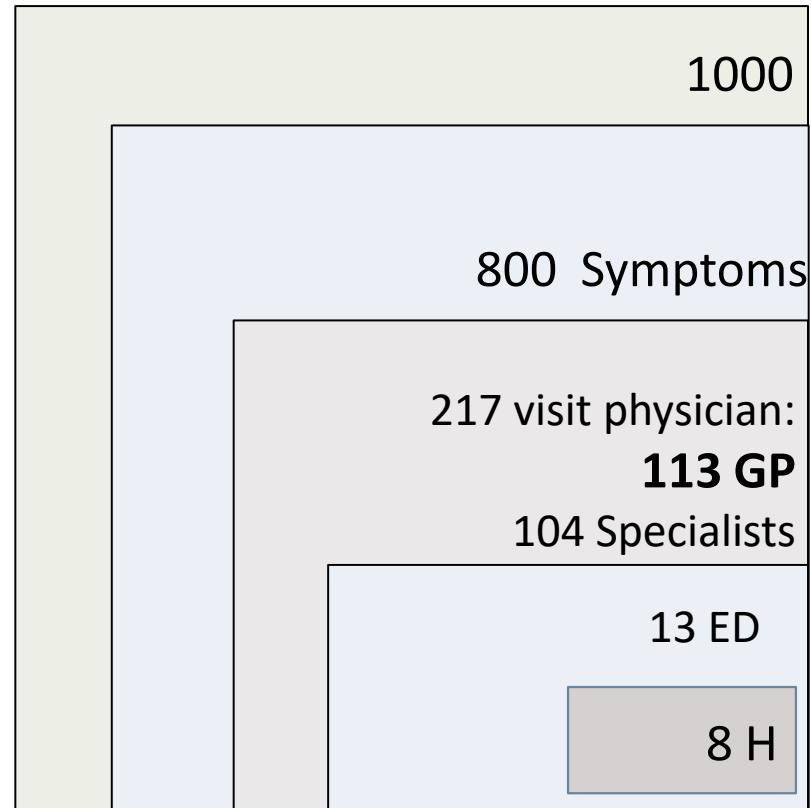 1000
800 Symptoms
217 visit physician:
113 GP
104 Specialists
13 ED
8 H